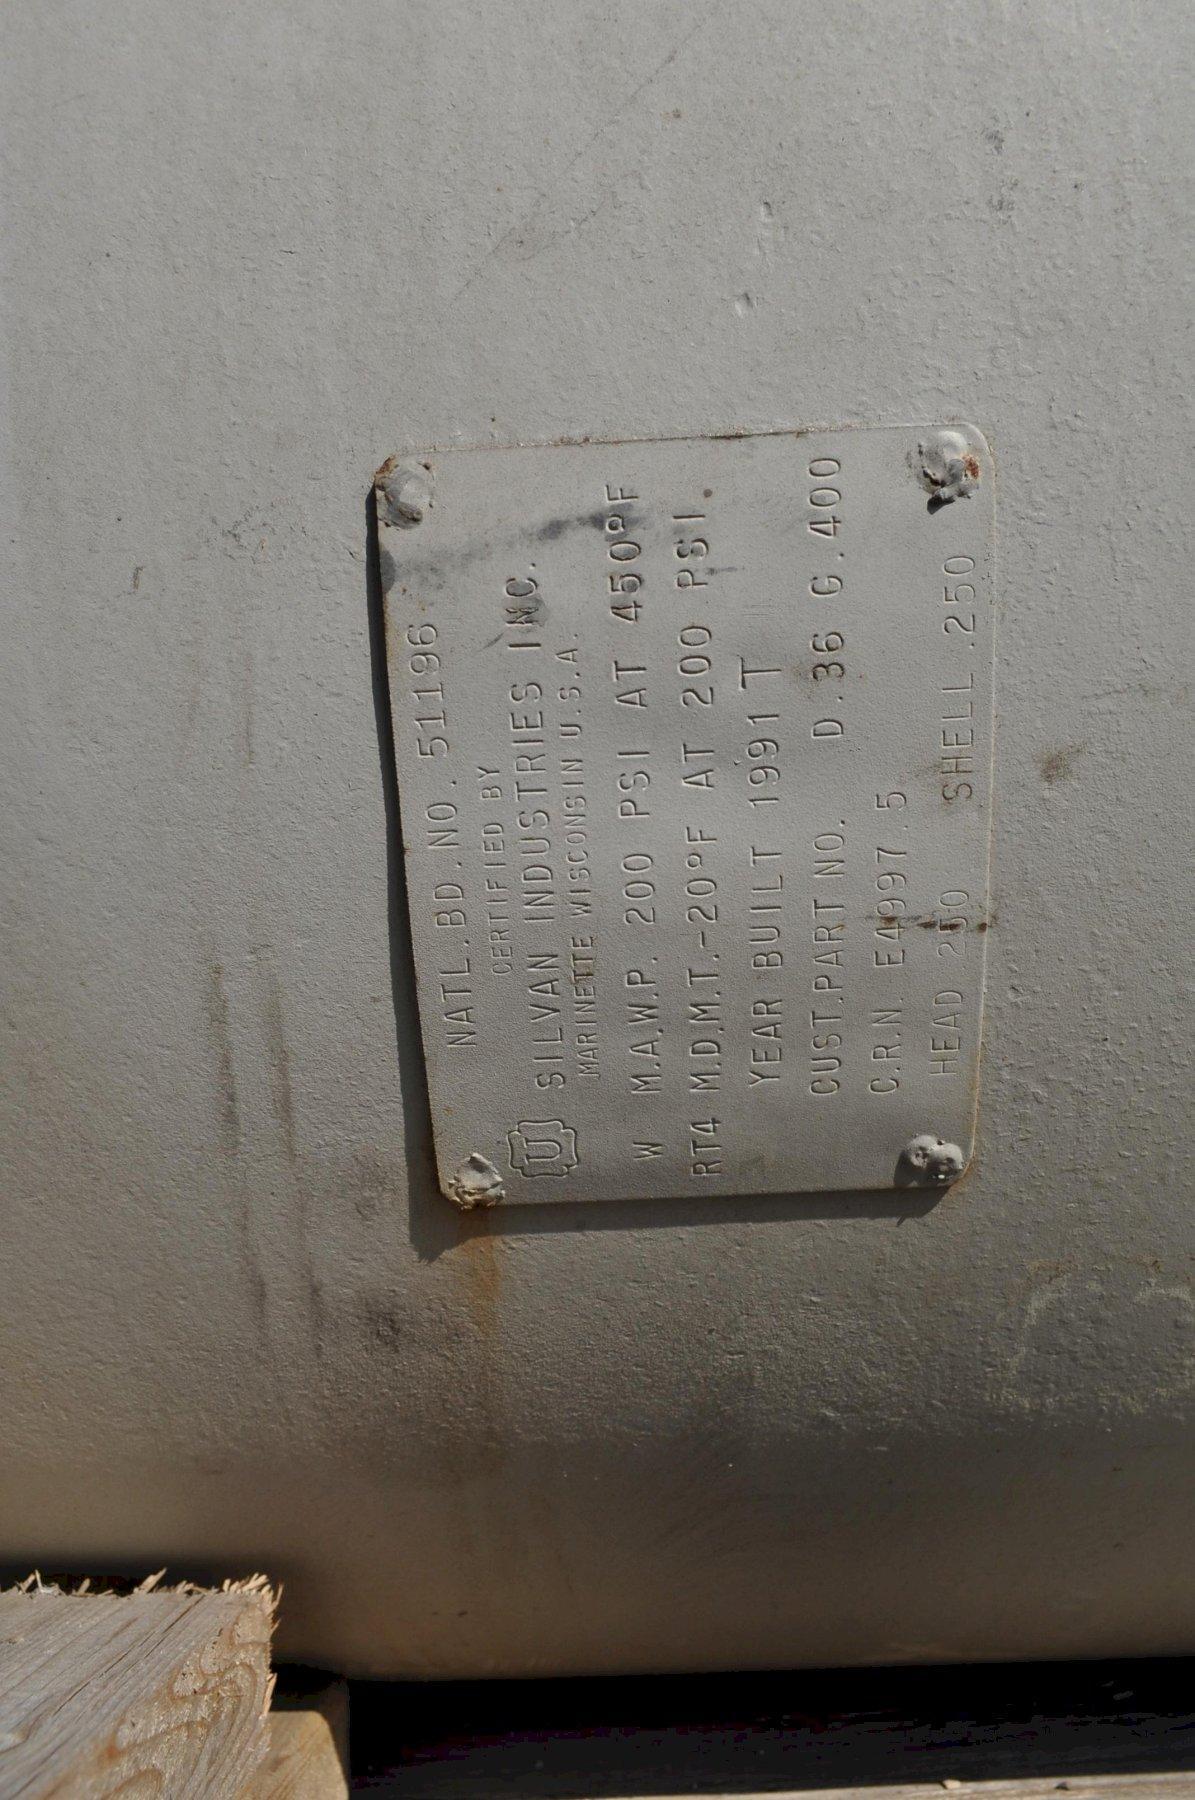 NATL. BD. NO. 51196
CERTIFIED BY
U SILVAN INDUSTRIES INC.
MARINETTE WISCONSIN U.S.A.
W M.A.W.P. 200 PSI AT 450°F
RT4 M.D.M.T. -20°F AT 200 PSI.
YEAR BUILT 1991 T
CUST. PART NO. D.36 G.400
C.R.N. E4997.5
HEAD 250 SHELL .250